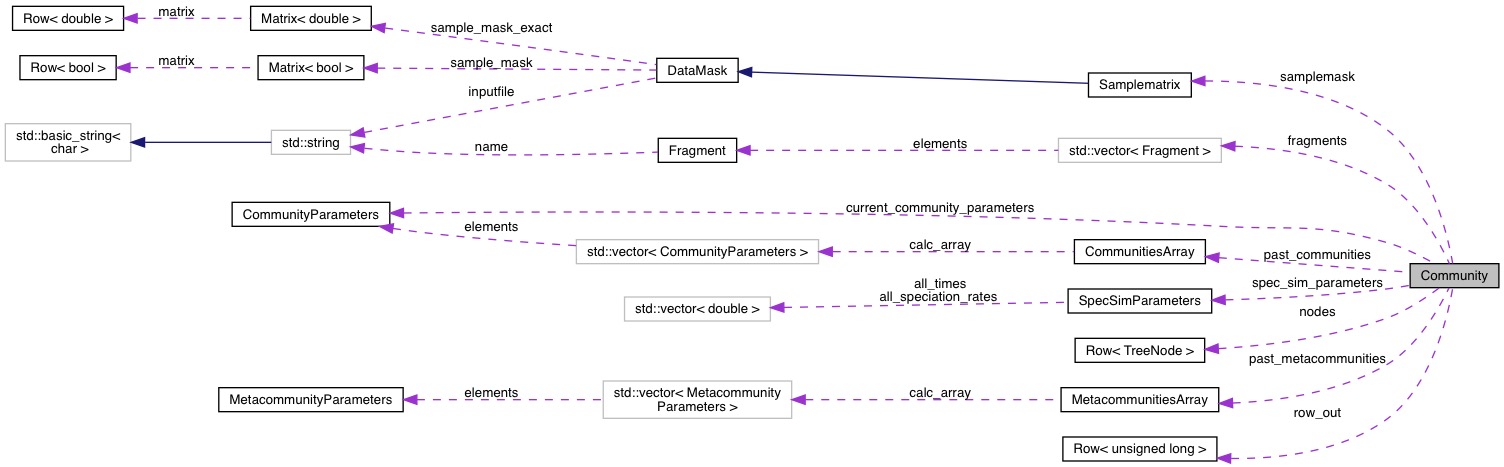 Row< double >
matrix
Matrix< double >
sample_mask_exact
Row< bool >
matrix
Matrix< bool >
sample_mask
DataMask
Samplematrix
samplemask
inputfile
std::basic_string<
char >
std::string
name
Fragment
elements
std::vector< Fragment >
fragments
CommunityParameters
current_community_parameters
elements
std::vector< CommunityParameters >
calc_array
CommunitiesArray
past_communities
Community
all_times
all_speciation_rates
std::vector< double >
SpecSimParameters
spec_sim_parameters
nodes
Row< TreeNode >
past_metacommunities
MetacommunityParameters
elements
std::vector< Metacommunity
Parameters >
calc_array
MetacommunitiesArray
row_out
Row< unsigned long >